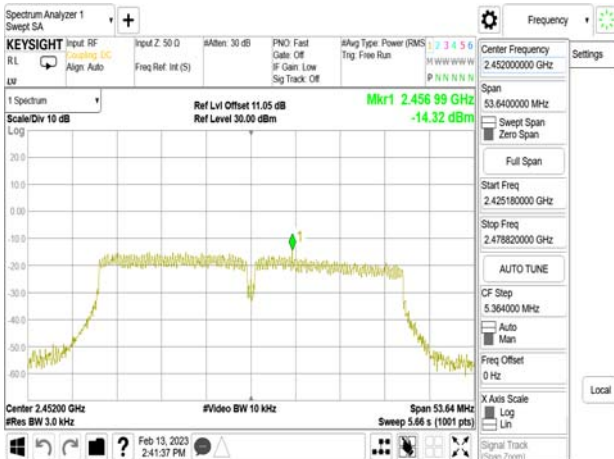 Spectrum Analyzer 1
Swept SA
Frequency
KEYSIGHT
RL
Input: RF
Coupling: DC
Align: Auto
Input Z: 50 Ω
Freq Ref: Int (S)
#Atten: 30 dB
PNO: Fast
Gate: Off
IF Gain: Low
Sig Track: Off
#Avg Type: Power (RMS
Trig: Free Run
1 2 3 4 5 6
M W W W W W
P N N N N N
Settings
Center Frequency
2.452000000 GHz
Span
53.6400000 MHz
Swept Span
Zero Span
Full Span
Start Freq
2.425180000 GHz
Stop Freq
2.478820000 GHz
AUTO TUNE
CF Step
5.364000 MHz
Auto
Man
Freq Offset
0 Hz
X Axis Scale
Log
Lin
Signal Track
(Span Zoom)
Local
1 Spectrum
Scale/Div 10 dB
Log
Ref Lvl Offset 11.05 dB
Ref Level 30.00 dBm
Mkr1 2.456 99 GHz
-14.32 dBm
20.0
10.0
0.00
-10.0
-20.0
-30.0
-40.0
-50.0
-60.0
1
Center 2.45200 GHz
#Res BW 3.0 kHz
#Video BW 10 kHz
Span 53.64 MHz
Sweep 5.66 s (1001 pts)
Feb 13, 2023
2:41:37 PM